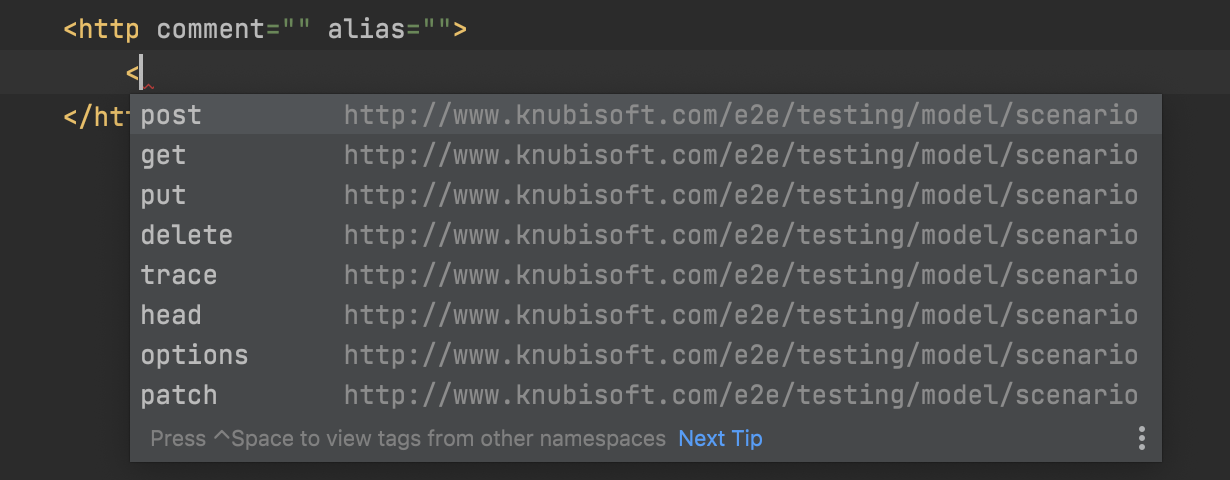 <http comment="" alias="">
<
</htt
post http://www.knubisoft.com/e2e/testing/model/scenario
get http://www.knubisoft.com/e2e/testing/model/scenario
put http://www.knubisoft.com/e2e/testing/model/scenario
delete http://www.knubisoft.com/e2e/testing/model/scenario
trace http://www.knubisoft.com/e2e/testing/model/scenario
head http://www.knubisoft.com/e2e/testing/model/scenario
options http://www.knubisoft.com/e2e/testing/model/scenario
patch http://www.knubisoft.com/e2e/testing/model/scenario
Press ^Space to view tags from other namespaces Next Tip